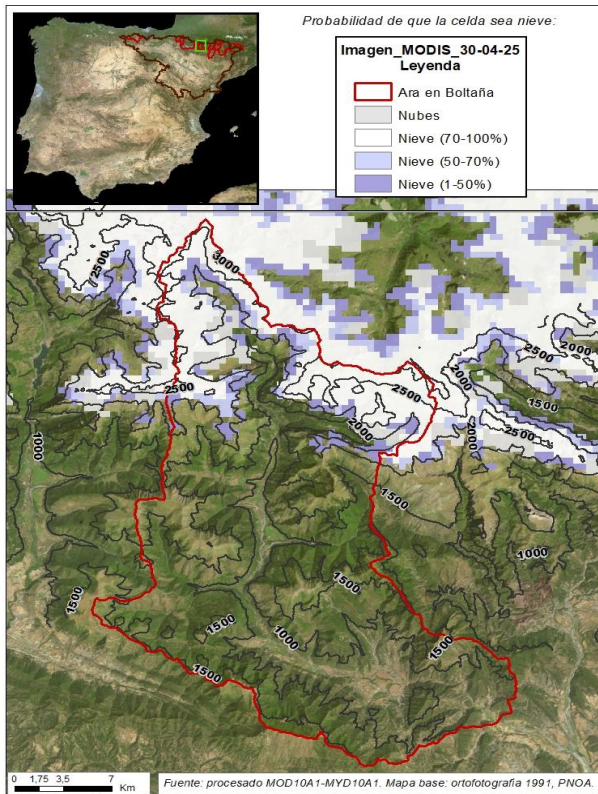 Probabilidad de que la celda sea nieve:
Imagen_MODIS_30-04-25
Leyenda
Ara en Boltaña
Nubes
Nieve (70-100%)
Nieve (50-70%)
Nieve (1-50%)
2500
3000
2500
2000
2500
2000
1500
2500
2500
2000
2000
2500
1000
1500
1000
1500
1500
1500
1000
1500
1500
0 1,75 3,5 7
Km
Fuente: procesado MOD10A1-MYD10A1. Mapa base: ortofotografía 1991, PNOA.